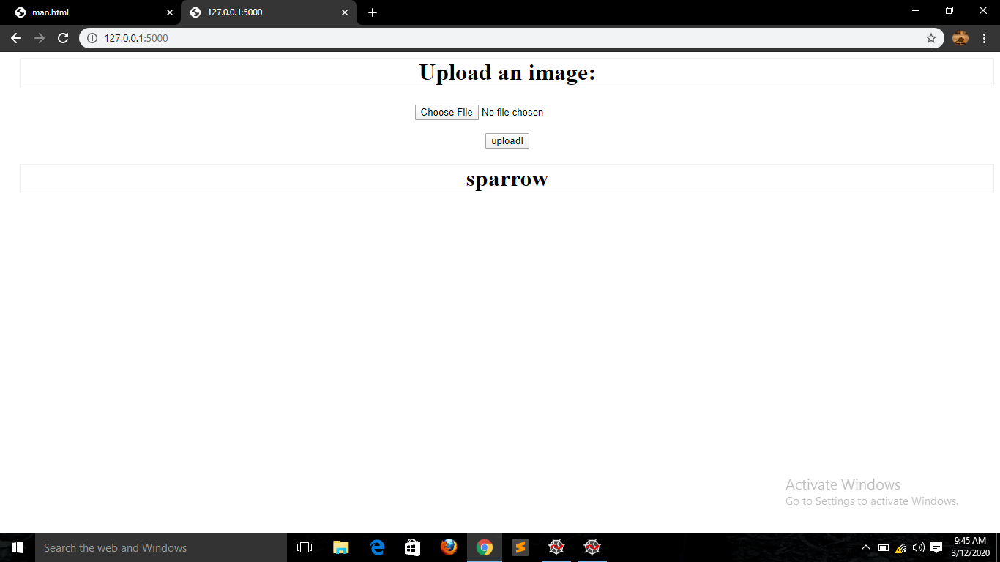 man.html
127.0.0.1:5000
127.0.0.1:5000
Upload an image:
Choose File No file chosen
upload!
sparrow
Activate Windows
Go to Settings to activate Windows.
Search the web and Windows
9:45 AM
3/12/2020